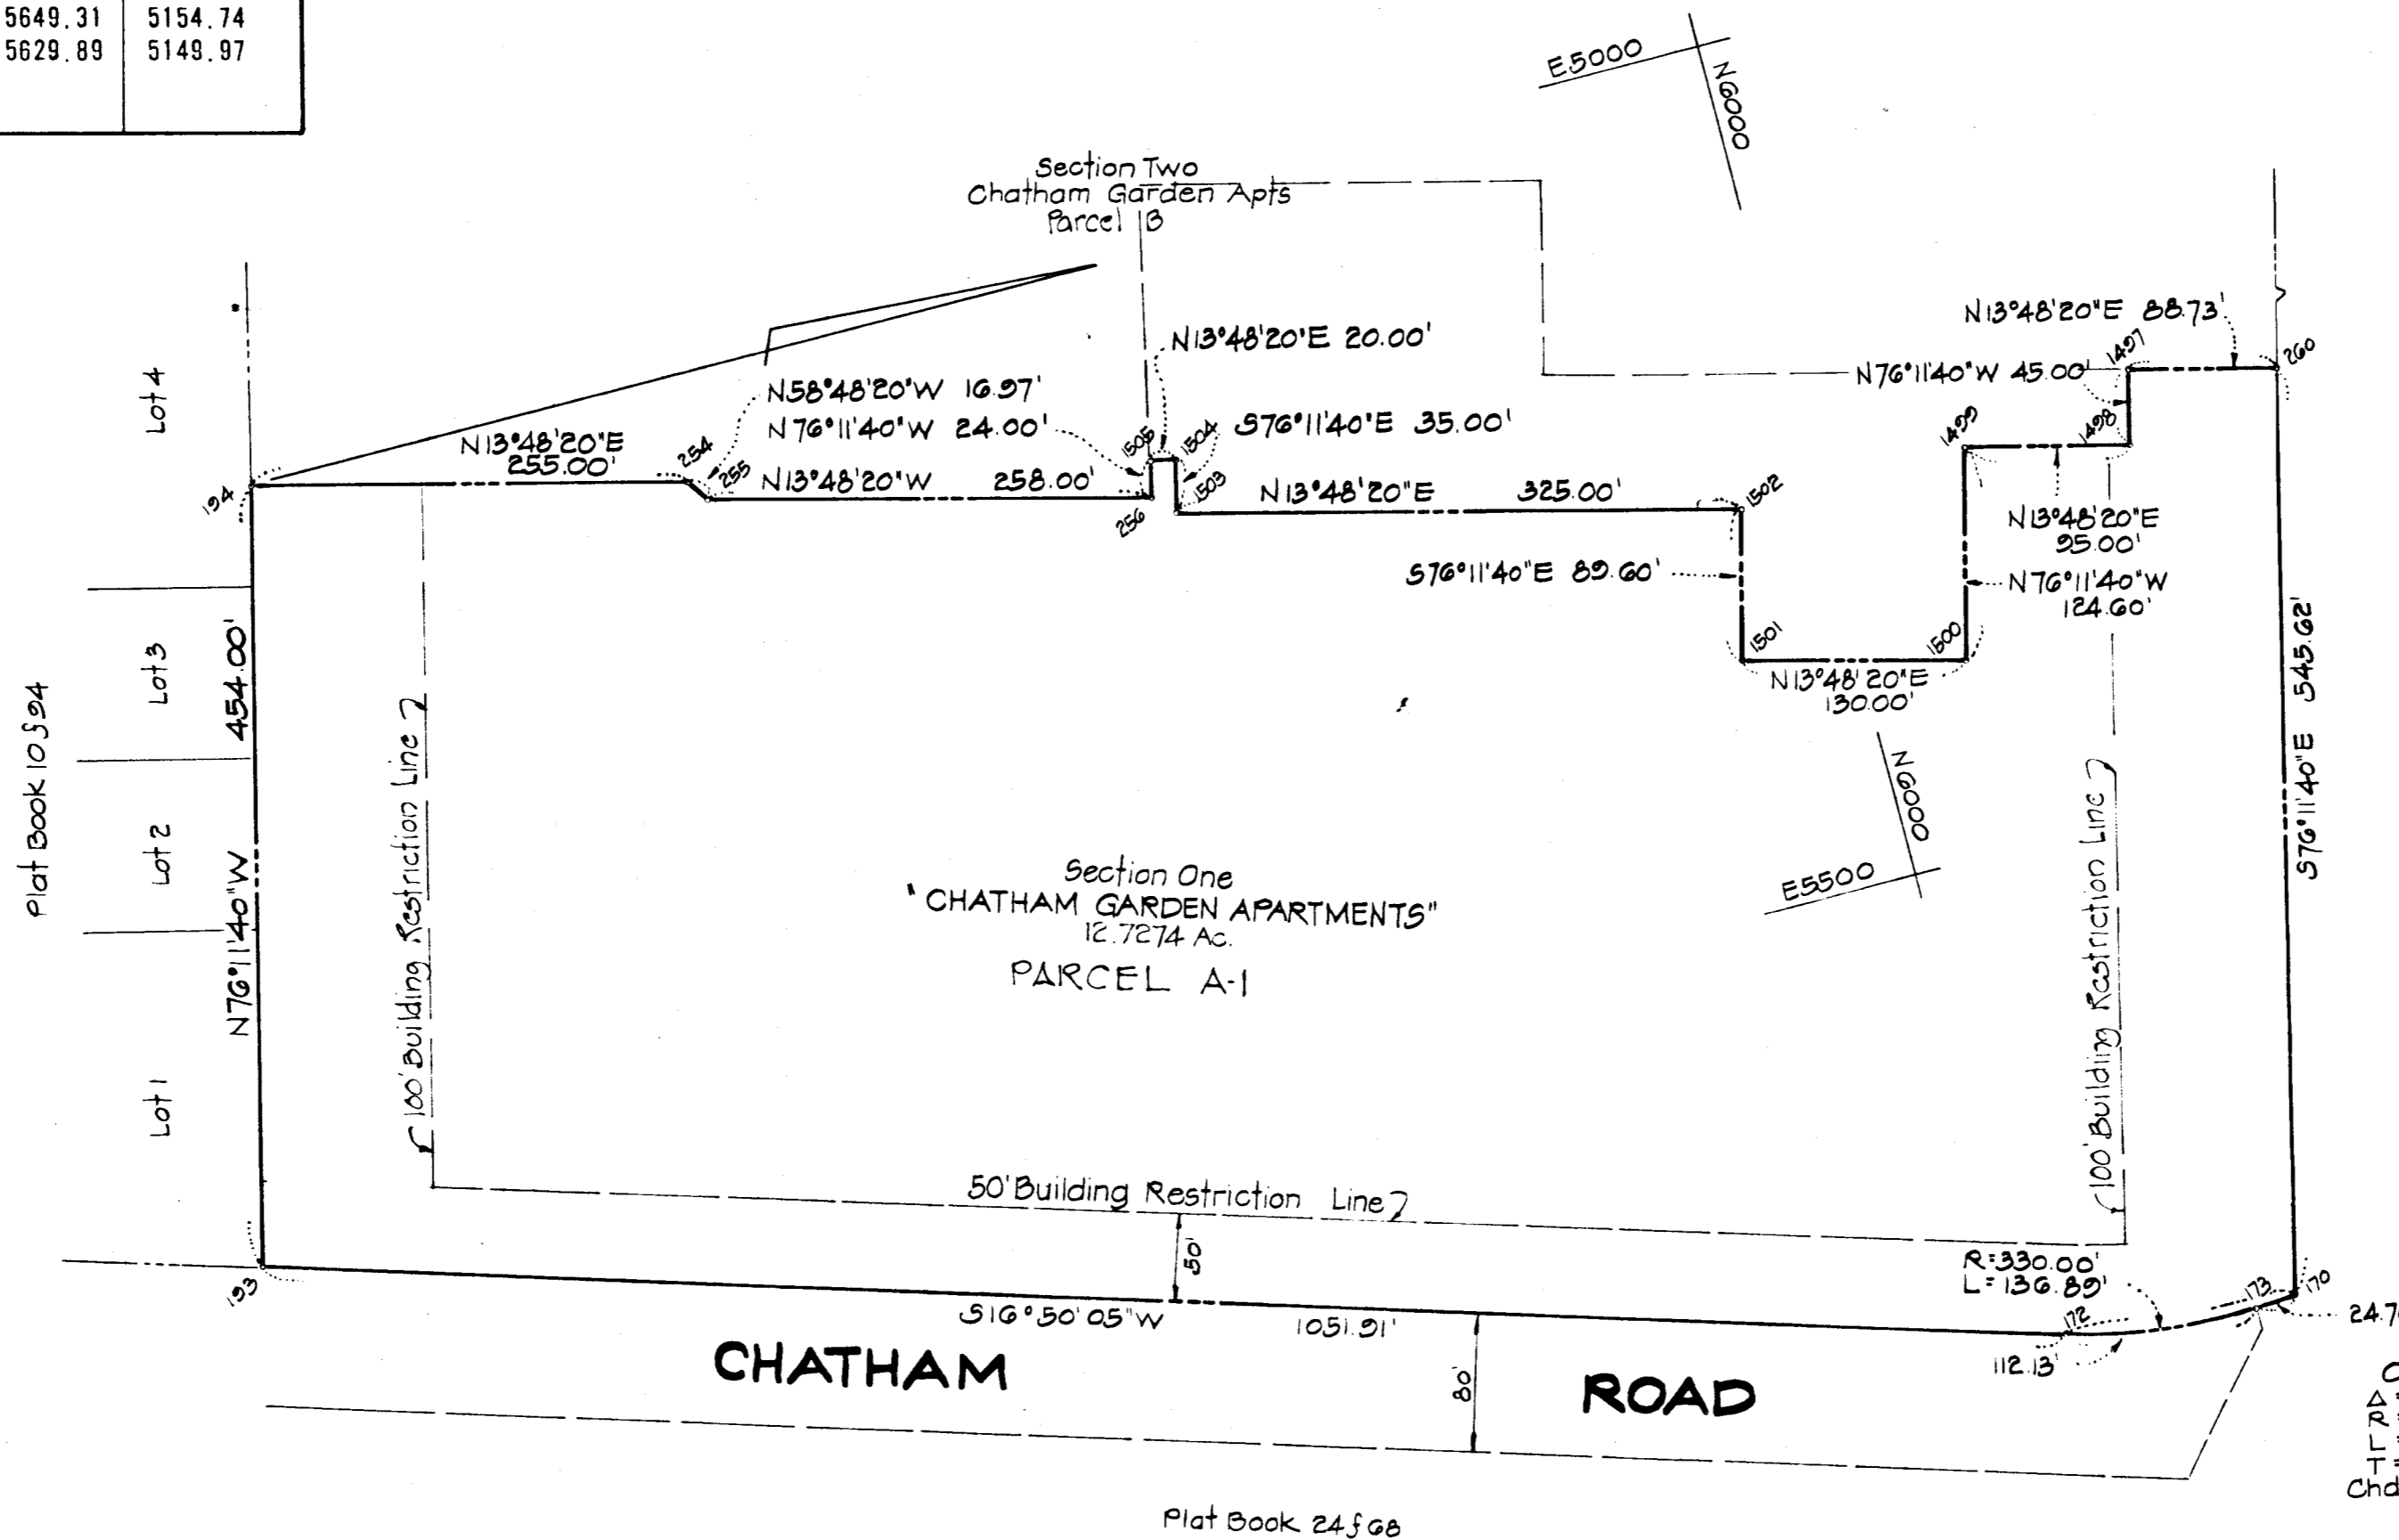 5649.31 5154.74
5629.89 5149.97
E5000
N6000
Section Two
Chatham Garden Apts
Parcel B
N13°48'20"E 88.73'
1497
260
N76°11'40"W 45.00'
N13°48'20"E 20.00'
N58°48'20"W 16.97'
N76°11'40"W 24.00'
1505
1504
S76°11'40"E 35.00'
1499
1498
Lot 4
N13°48'20"E
255.00'
254
255
N13°48'20"W 258.00'
1503
N13°48'20"E 325.00'
1502
194
256
N13°48'20"E
95.00'
S76°11'40"E 89.60'
N76°11'40"W
124.60'
1501
1500
N13°48'20"E
130.00'
S76°11'40"E 545.62'
Plat Book 10 § 94
Lot 3
Lot 2
Lot 1
N76°11'40"W 454.00'
100' Building Restriction Line
N6000
E5500
100' Building Restriction Line
Section One
"CHATHAM GARDEN APARTMENTS"
12.7274 Ac.
PARCEL A-1
50' Building Restriction Line
50'
R=330.00'
L=136.89'
193
172
173
170
S16°50'05"W 1051.91'
112.13'
CHATHAM ROAD
80'
Δ=
R=
L=
T=
Plat Book 24 f 68